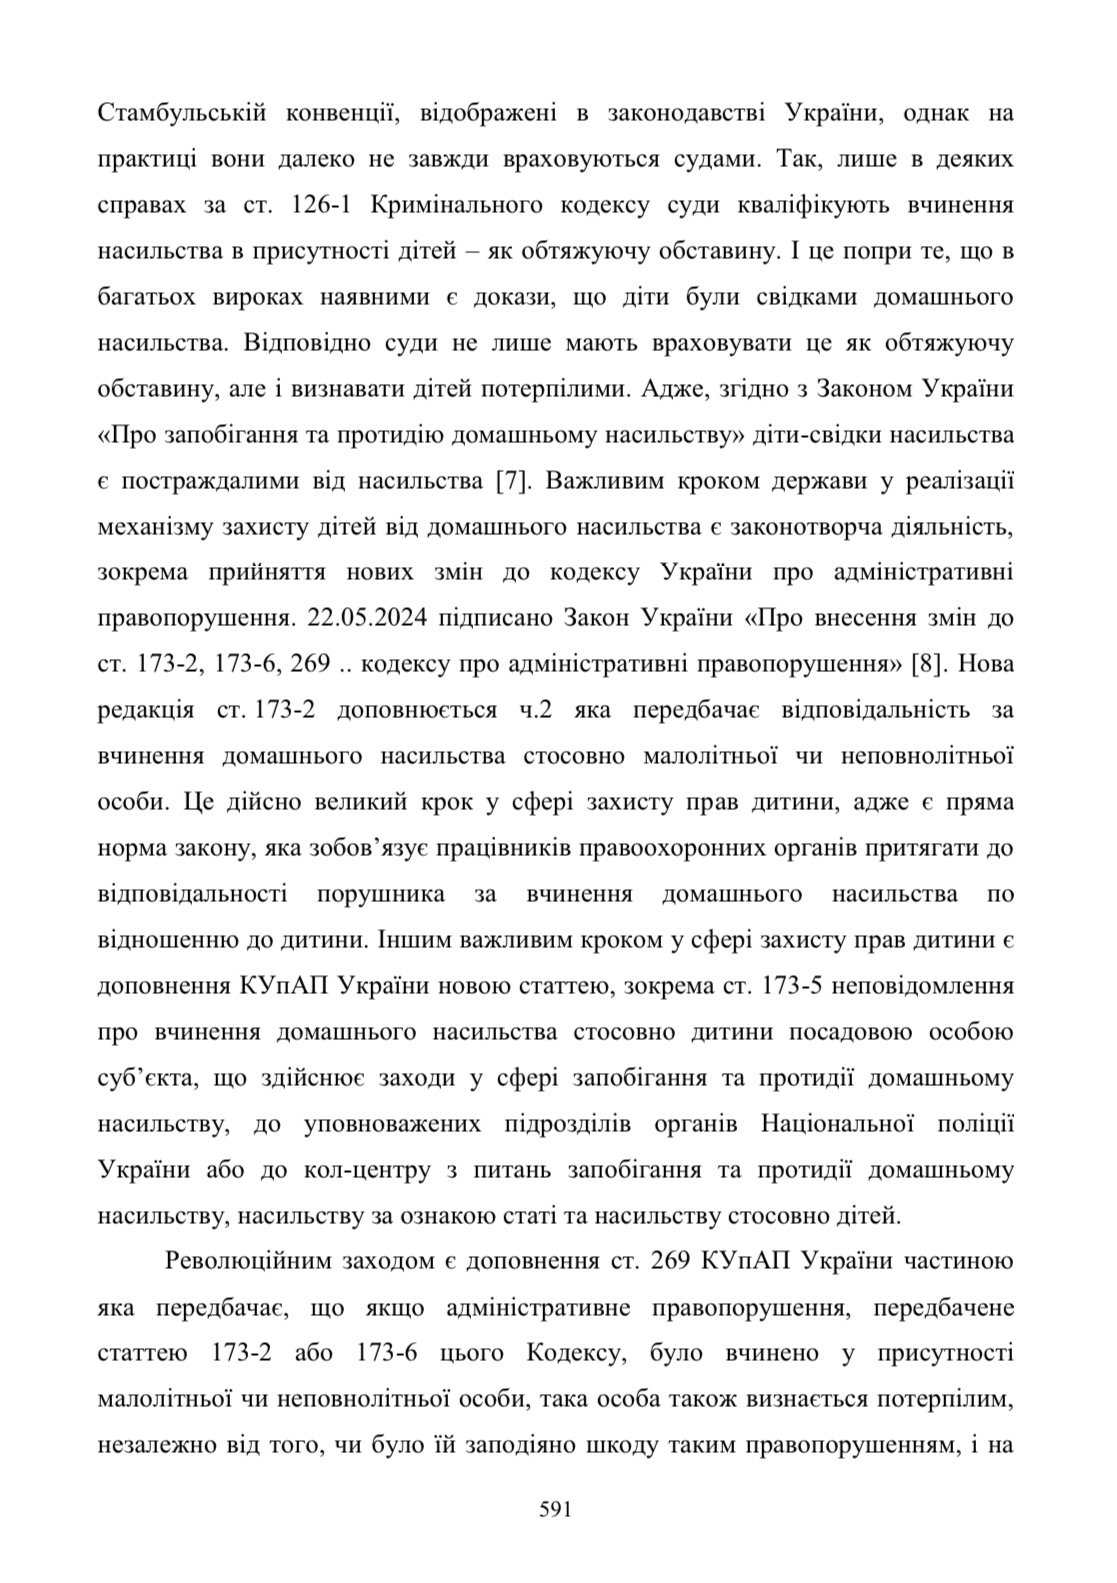 Стамбульській конвенції, відображені в законодавстві України, однак на
практиці вони далеко не завжди враховуються судами. Так, лише в деяких
справах за ст. 126-1 Кримінального кодексу суди кваліфікують вчинення
насильства в присутності дітей – як обтяжуючу обставину. І це попри те, що в
багатьох вироках наявними є докази, що діти були свідками домашнього
насильства. Відповідно суди не лише мають враховувати це як обтяжуючу
обставину, але і визнавати дітей потерпілими. Адже, згідно з Законом України
«Про запобігання та протидію домашньому насильству» діти-свідки насильства
є постраждалими від насильства [7]. Важливим кроком держави у реалізації
механізму захисту дітей від домашнього насильства є законотворча діяльність,
зокрема прийняття нових змін до кодексу України про адміністративні
правопорушення. 22.05.2024 підписано Закон України «Про внесення змін до
ст. 173-2, 173-6, 269 .. кодексу про адміністративні правопорушення» [8]. Нова
редакція ст. 173-2 доповнюється ч.2 яка передбачає відповідальність за
вчинення домашнього насильства стосовно малолітньої чи неповнолітньої
особи. Це дійсно великий крок у сфері захисту прав дитини, адже є пряма
норма закону, яка зобов’язує працівників правоохоронних органів притягати до
відповідальності порушника за вчинення домашнього насильства по
відношенню до дитини. Іншим важливим кроком у сфері захисту прав дитини є
доповнення КУпАП України новою статтею, зокрема ст. 173-5 неповідомлення
про вчинення домашнього насильства стосовно дитини посадовою особою
суб’єкта, що здійснює заходи у сфері запобігання та протидії домашньому
насильству, до уповноважених підрозділів органів Національної поліції
України або до кол-центру з питань запобігання та протидії домашньому
насильству, насильству за ознакою статі та насильству стосовно дітей.
Революційним заходом є доповнення ст. 269 КУпАП України частиною
яка передбачає, що якщо адміністративне правопорушення, передбачене
статтею 173-2 або 173-6 цього Кодексу, було вчинено у присутності
малолітньої чи неповнолітньої особи, така особа також визнається потерпілим,
незалежно від того, чи було їй заподіяно шкоду таким правопорушенням, і на
591